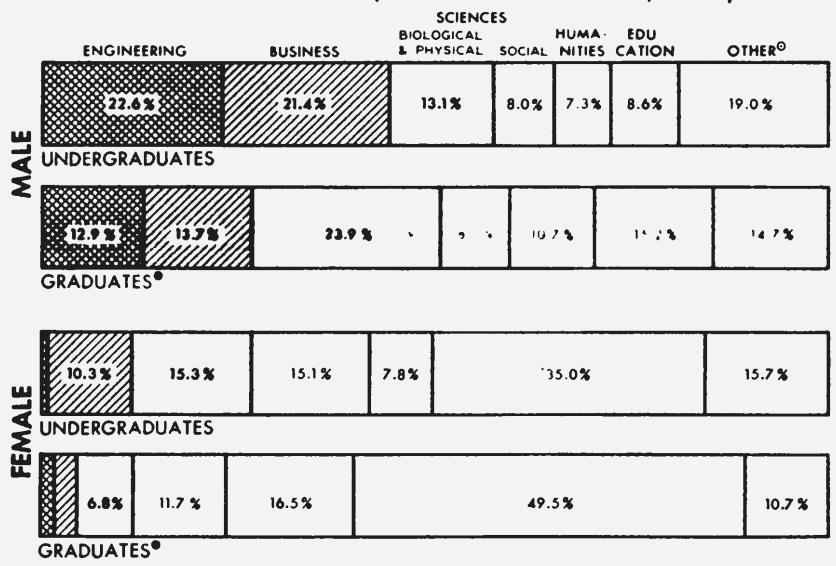 SCIENCES
BIOLOGICAL & PHYSICAL
SOCIAL
HUMA-NITIES
EDU CATION
ENGINEERING
BUSINESS
OTHER⊙
MALE
22.6% 21.4% 13.1% 8.0% 7.3% 8.6% 19.0%
UNDERGRADUATES
12.9% 13.7% 23.9% 10.7% 14.7%
GRADUATES●
FEMALE
10.3% 15.3% 15.1% 7.8% 35.0% 15.7%
UNDERGRADUATES
6.8% 11.7% 16.5% 49.5% 10.7%
GRADUATES●